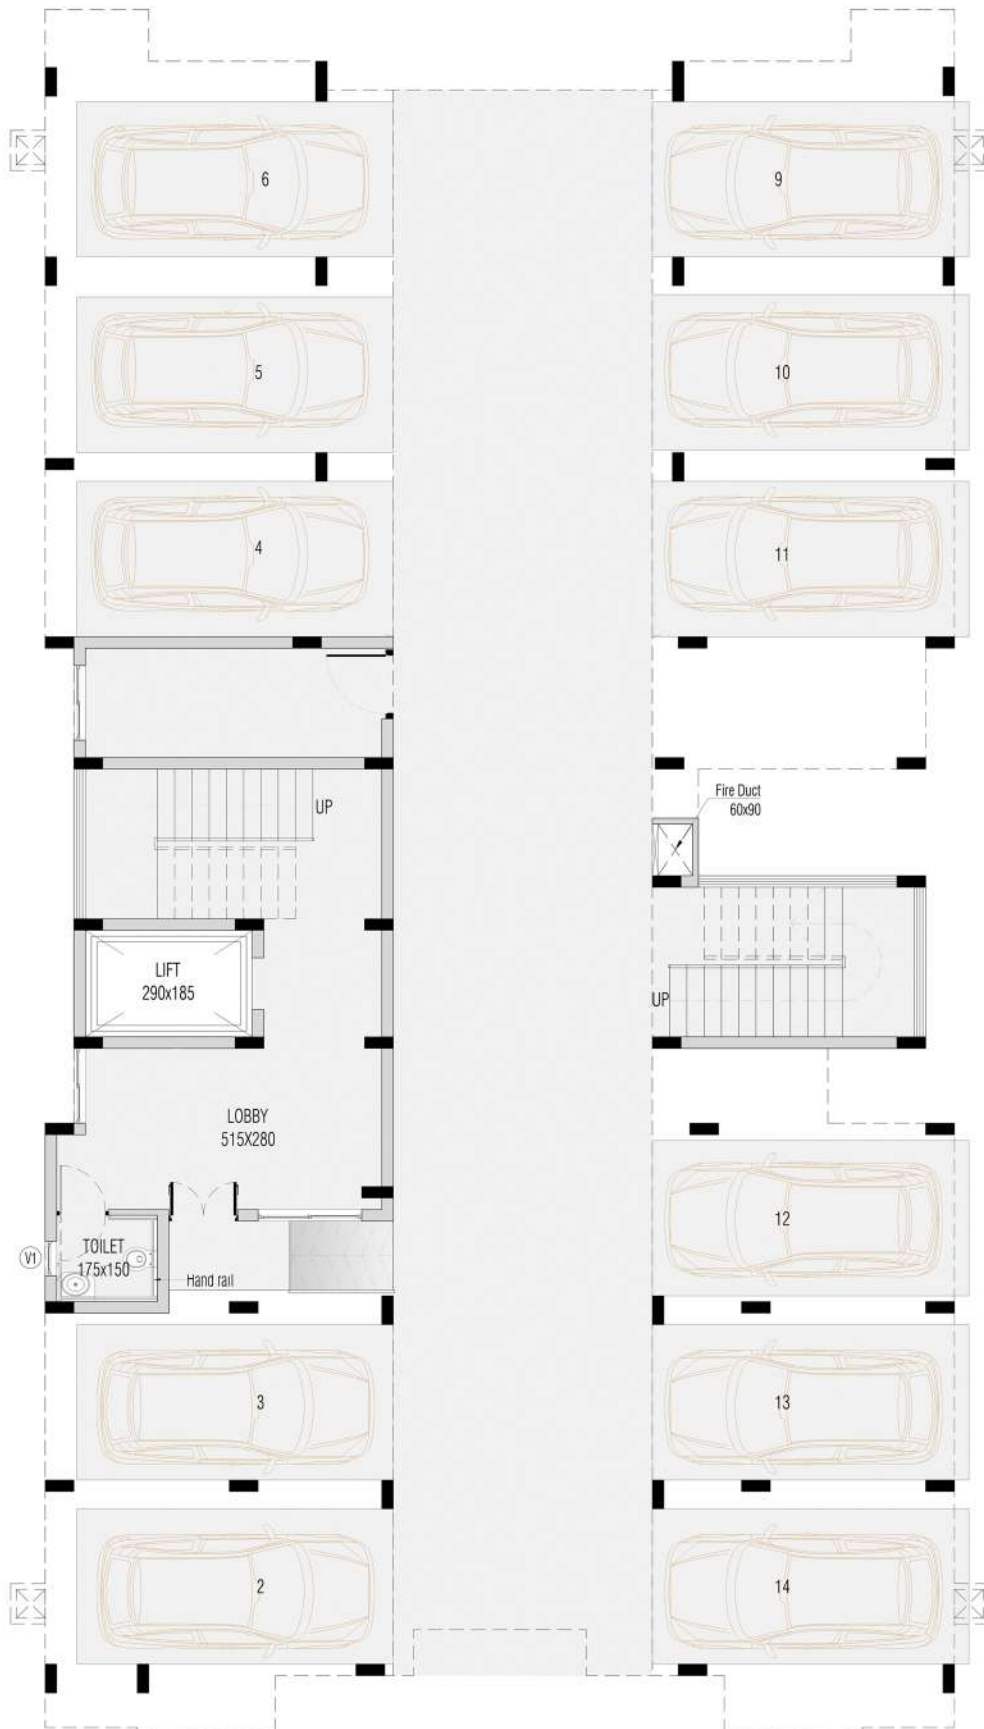 6
9
5
10
4
11
UP
Fire Duct
60x90
LIFT
290x185
UP
LOBBY
515X280
12
V1
TOILET
175x150
Hand rail
3
13
2
14